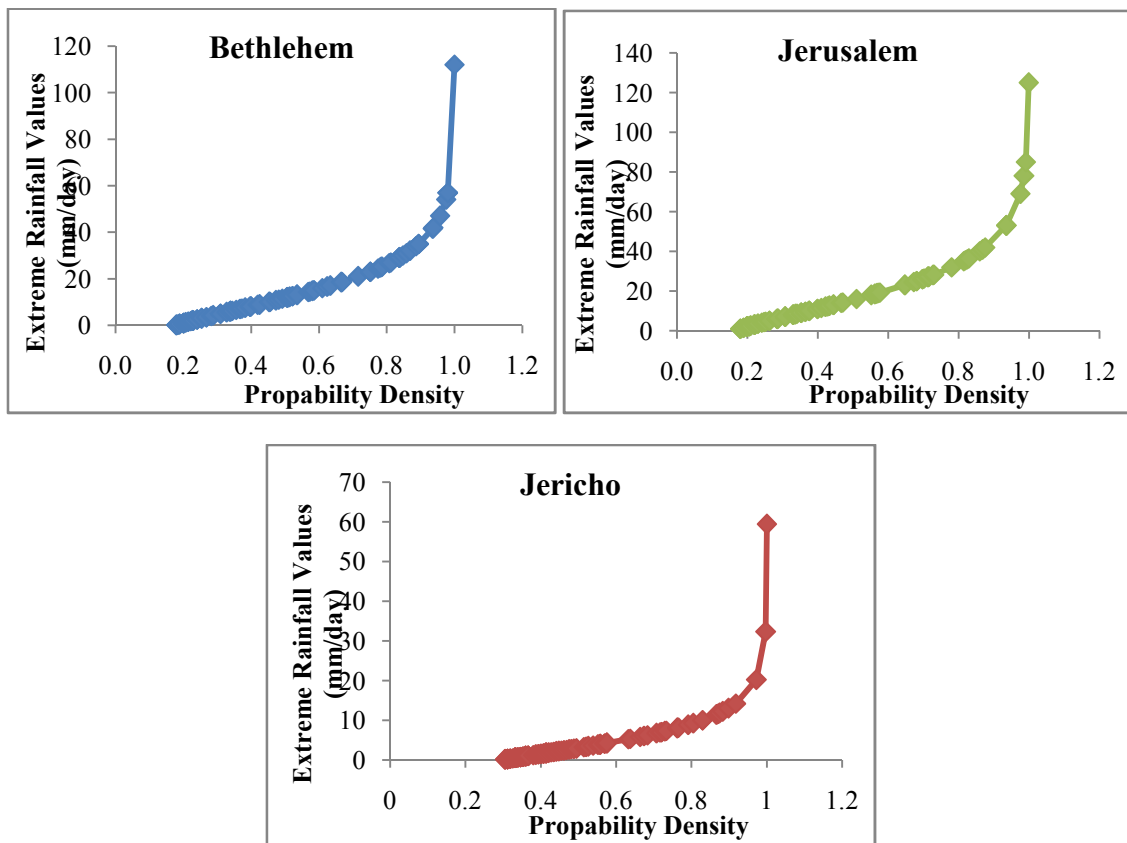 Bethlehem
Extreme Rainfall Values
(mm/day)
120
100
80
60
40
20
0
0.0 0.2 0.4 0.6 0.8 1.0 1.2
Propability Density
Jerusalem
Extreme Rainfall Values
(mm/day)
140
120
100
80
60
40
20
0
0.0 0.2 0.4 0.6 0.8 1.0 1.2
Propability Density
Jericho
Extreme Rainfall Values
(mm/day)
70
60
50
40
30
20
10
0
0 0.2 0.4 0.6 0.8 1 1.2
Propability Density